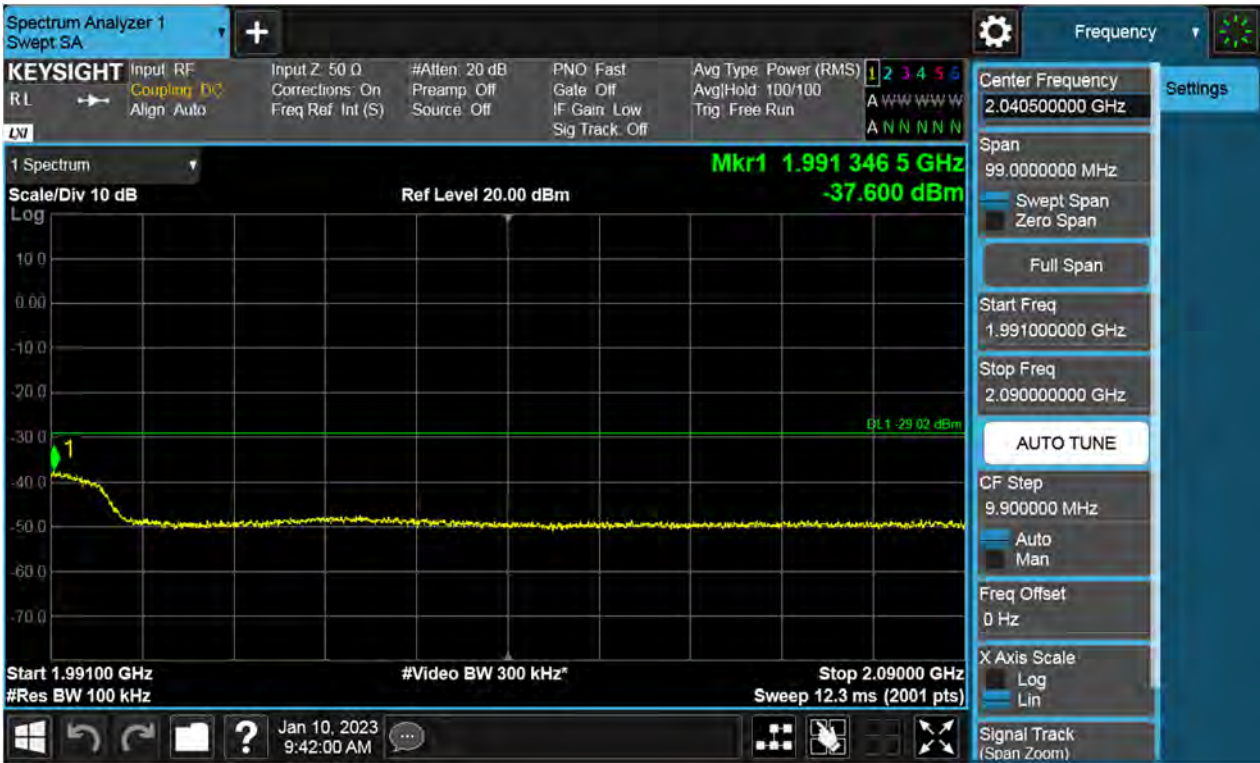 Spectrum Analyzer 1
Swept SA
+
Frequency
KEYSIGHT
R L
LXI
Input: RF
Coupling: DC
Align: Auto
Input Z: 50 Ω
Corrections: On
Freq Ref: Int (S)
#Atten: 20 dB
Preamp: Off
Source: Off
PNO: Fast
Gate: Off
IF Gain: Low
Sig Track: Off
Avg Type: Power (RMS)
Avg|Hold: 100/100
Trig: Free Run
1 2 3 4 5 6
A W W W W W
A N N N N N
1 Spectrum
Mkr1 1.991 346 5 GHz
-37.600 dBm
Scale/Div 10 dB
Ref Level 20.00 dBm
Log
10.0
0.00
-10.0
-20.0
-30.0
-40.0
-50.0
-60.0
-70.0
DL1 -29.02 dBm
1
Start 1.99100 GHz
#Video BW 300 kHz*
Stop 2.09000 GHz
#Res BW 100 kHz
Sweep 12.3 ms (2001 pts)
?
Jan 10, 2023
9:42:00 AM
Center Frequency
2.040500000 GHz
Span
99.0000000 MHz
Swept Span
Zero Span
Full Span
Start Freq
1.991000000 GHz
Stop Freq
2.090000000 GHz
AUTO TUNE
CF Step
9.900000 MHz
Auto
Man
Freq Offset
0 Hz
X Axis Scale
Log
Lin
Signal Track
(Span Zoom)
Settings